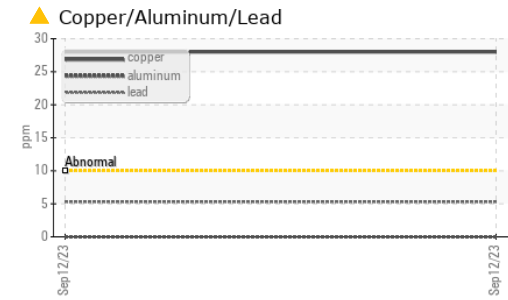 Copper/Aluminum/Lead
30
copper
25
aluminum
lead
20
ppm
15
Abnormal
10
5
0
Sep12/23
Sep12/23